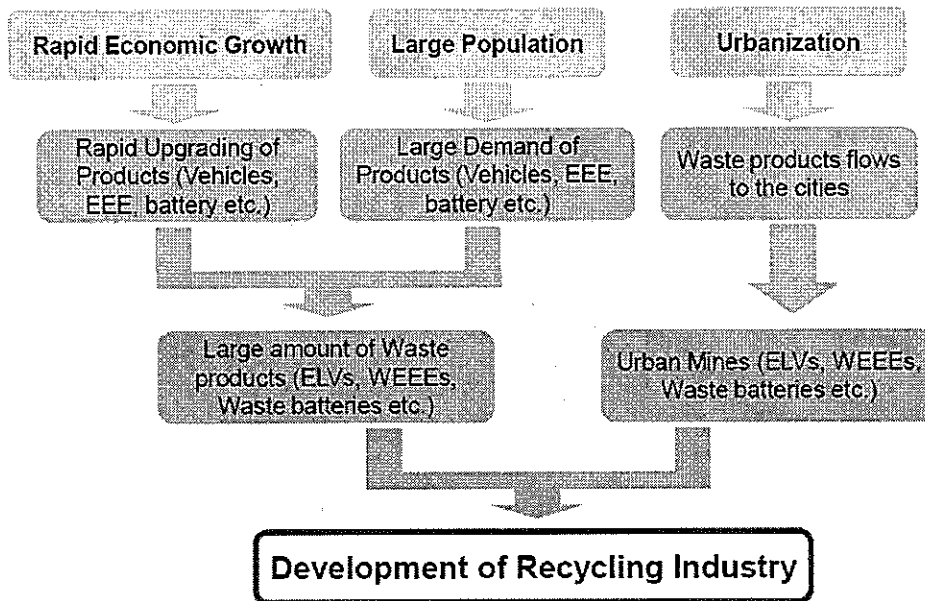 Rapid Economic Growth
Large Population
Urbanization
Rapid Upgrading of
Products (Vehicles,
EEE, battery etc.)
Large Demand of
Products (Vehicles, EEE,
battery etc.)
Waste products flows
to the cities
Large amount of Waste
products (ELVs, WEEEs,
Waste batteries etc.)
Urban Mines (ELVs, WEEEs,
Waste batteries etc.)
Development of Recycling Industry